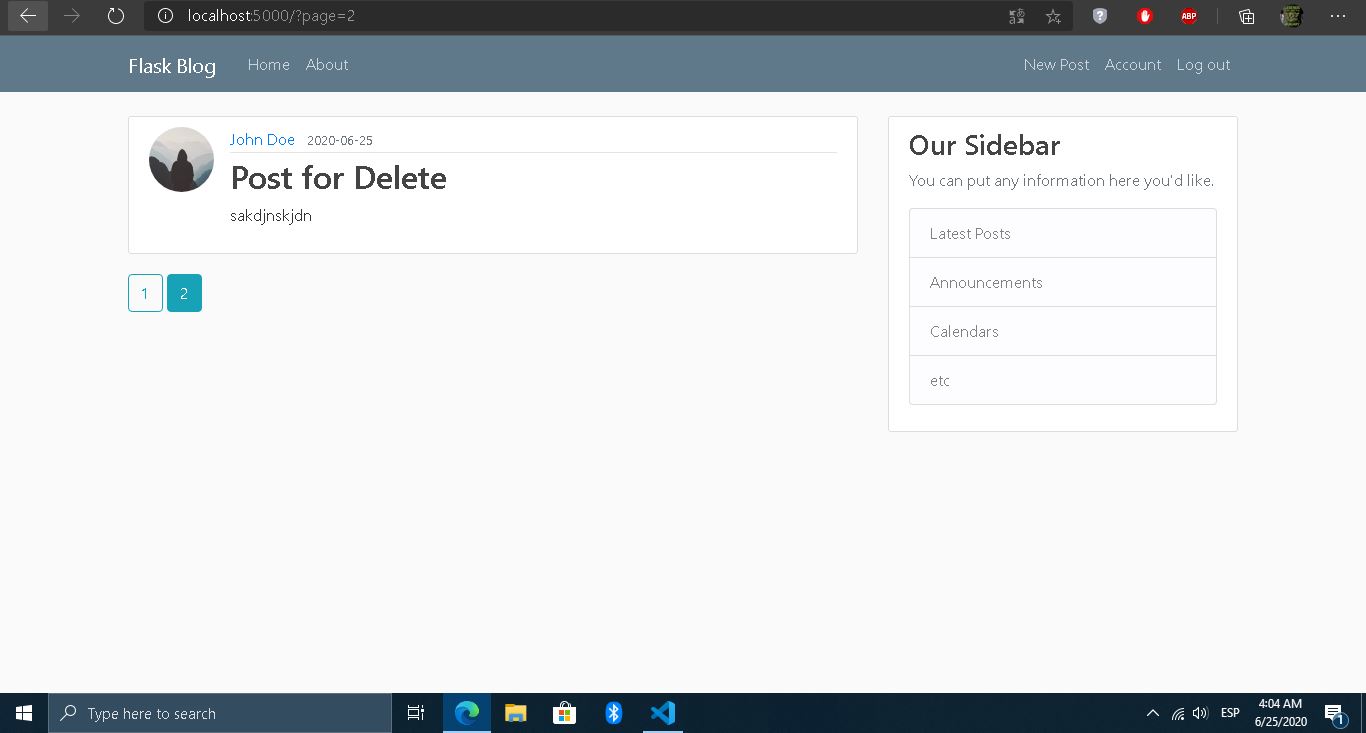 localhost:5000/?page=2
ABP
Flask Blog Home About New Post Account Log out
John Doe 2020-06-25
Post for Delete
sakdjnskjdn
1 2
Our Sidebar
You can put any information here you'd like.
Latest Posts
Announcements
Calendars
etc
Type here to search
ESP
4:04 AM
6/25/2020
1